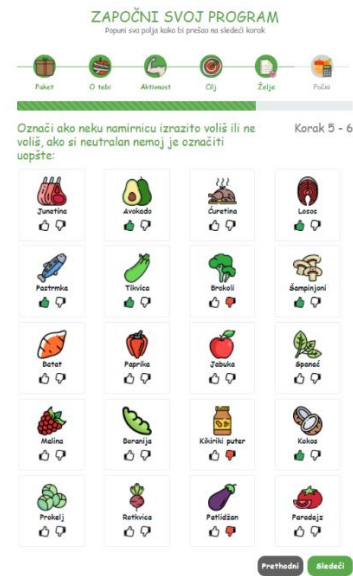 ZAPOČNI SVOJ PROGRAM
Popuni sva polja kako bi prešao na sledeći korak
Paket O tebi Aktivnost Cilj Želje Počni
Označi ako neku namirnicu izrazito voliš ili ne
voliš, ako si neutralan nemoj je označiti
uopšte:
Korak 5 - 6
Junetina Avokado Ćuretina Losos
Pastrmka Tikvica Brokoli Šampinjoni
Batat Paprika Jabuka Spanać
Malina Boranija Kikiriki puter Kokos
Prokelj Rotkvica Patlidžan Paradajz
Prethodni Sledeći